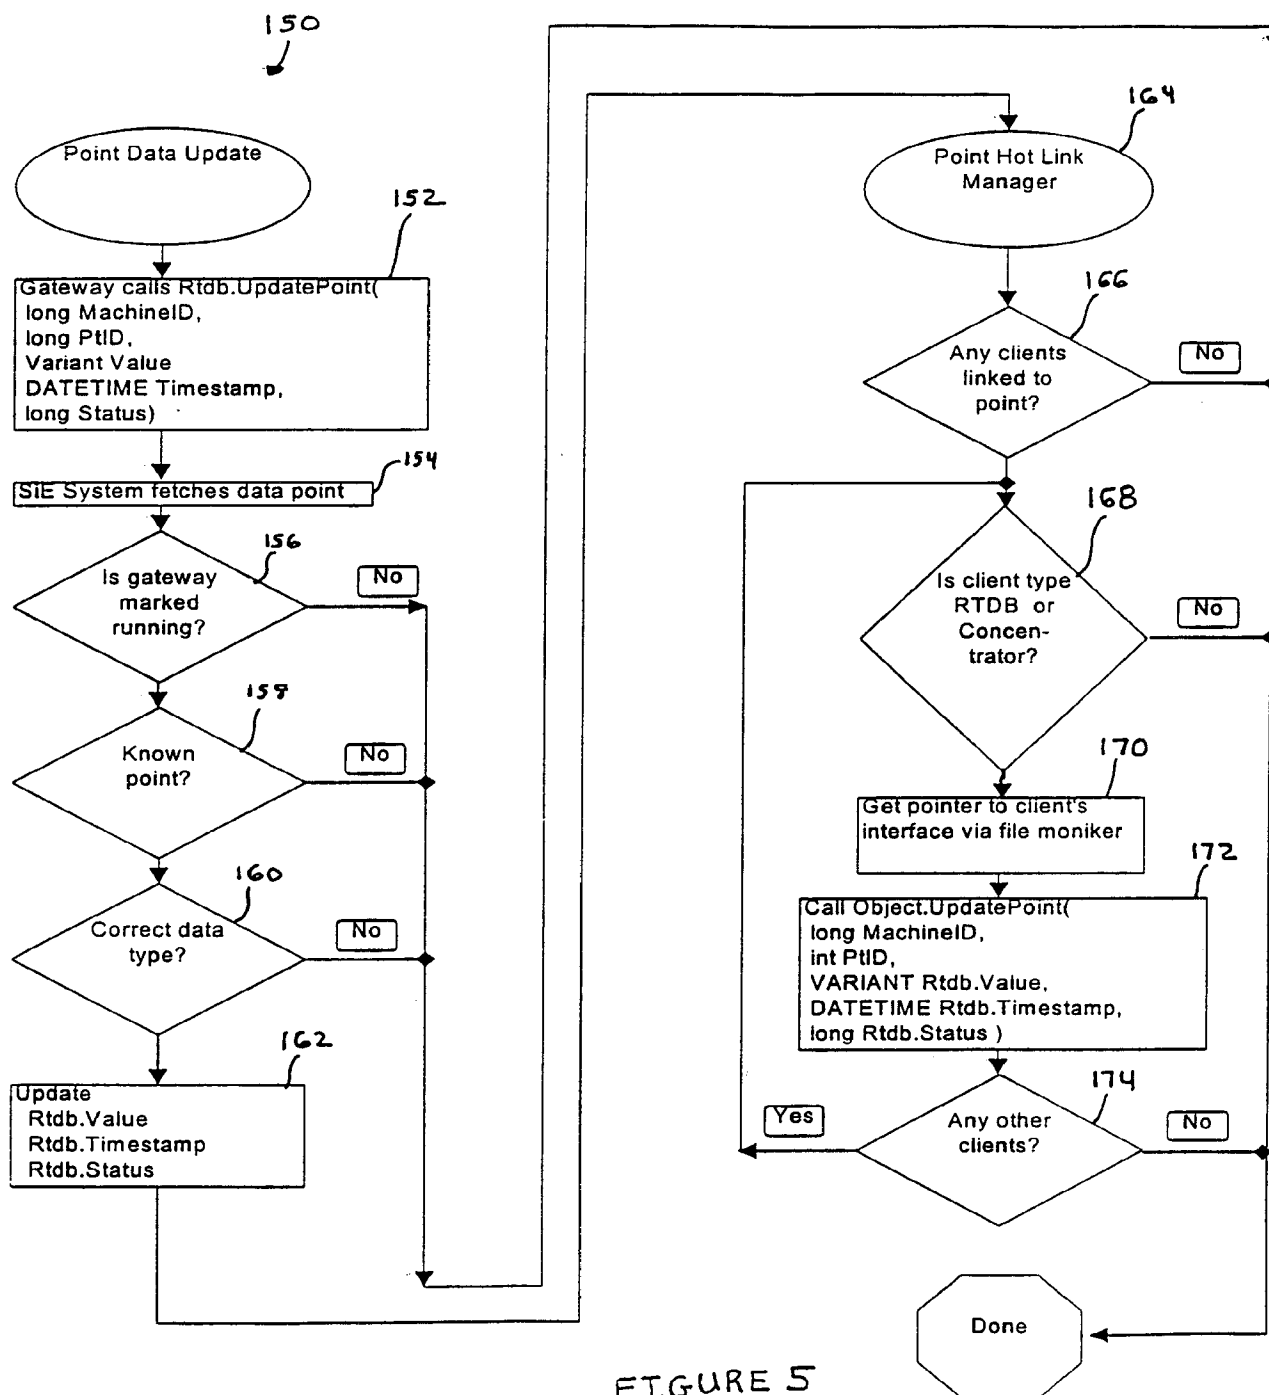 150
Point Data Update
152
Gateway calls Rtdb.UpdatePoint(
long MachineID,
long PtID,
Variant Value
DATETIME Timestamp,
long Status)
154
SIE System fetches data point
156
Is gateway
marked
running?
No
158
Known
point?
No
160
Correct data
type?
No
162
Update
Rtdb.Value
Rtdb.Timestamp
Rtdb.Status
164
Point Hot Link
Manager
166
Any clients
linked to
point?
No
168
Is client type
RTDB or
Concen-
trator?
No
170
Get pointer to client's
interface via file moniker
172
Call Object.UpdatePoint(
long MachineID,
int PtID,
VARIANT Rtdb.Value,
DATETIME Rtdb.Timestamp,
long Rtdb.Status )
174
Any other
clients?
Yes
No
Done
FIGURE 5